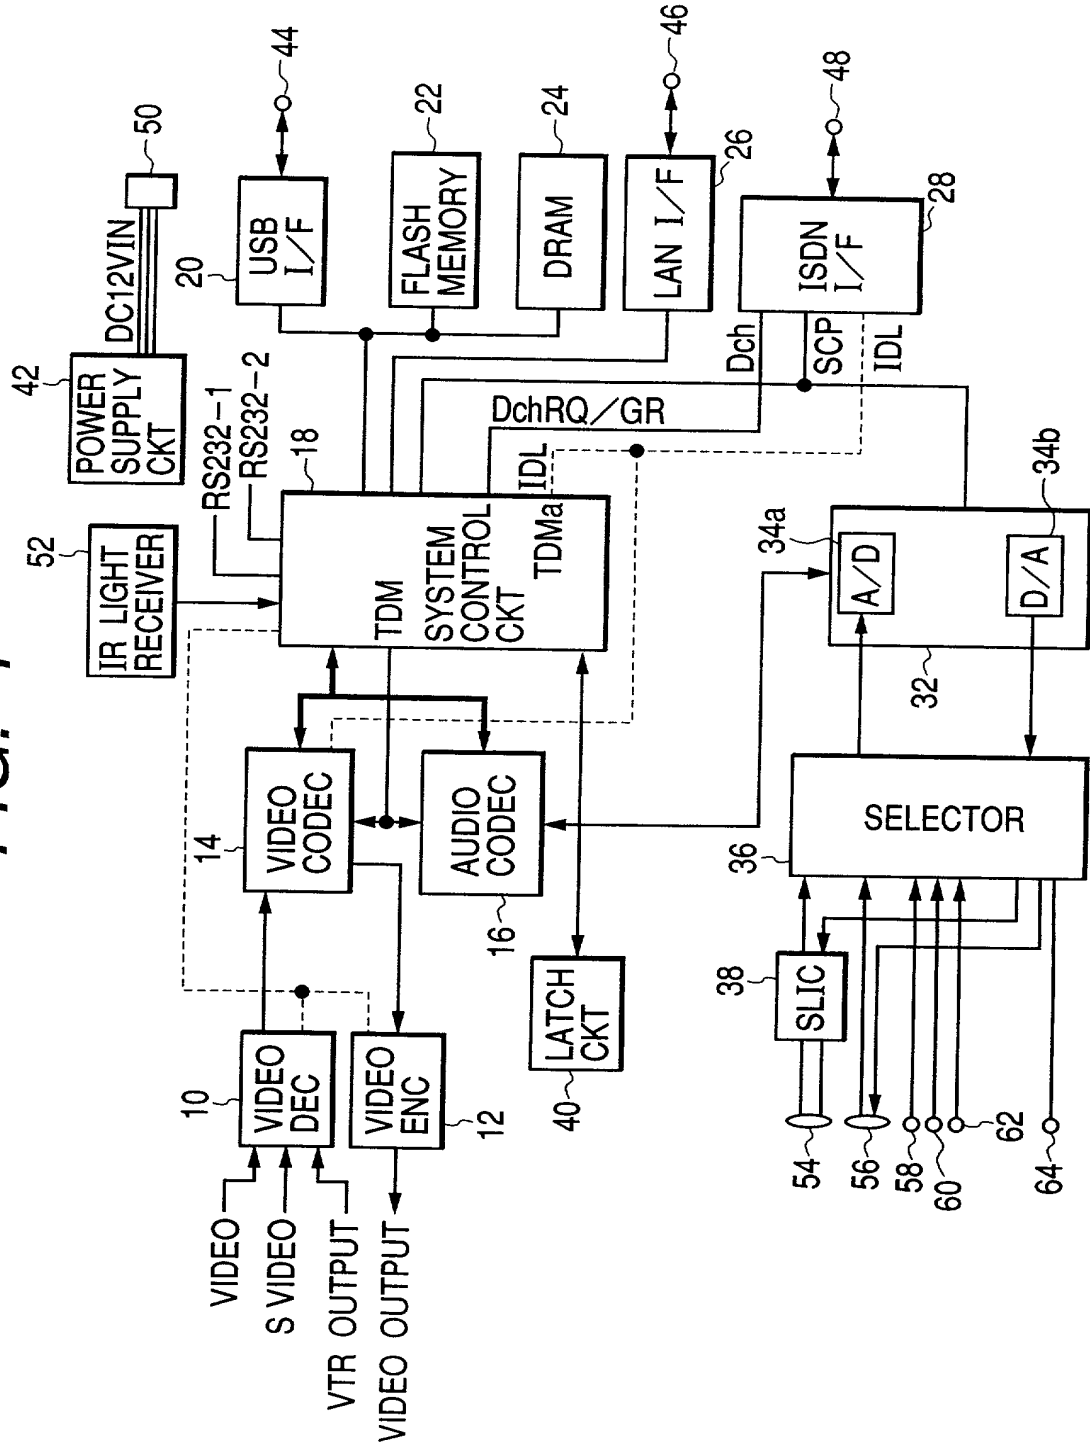 42
POWER
SUPPLY
CKT
DC12VIN
50
52
IR LIGHT
RECEIVER
RS232-1
RS232-2
20
USB
I/F
44
FLASH
MEMORY
22
DRAM
24
LAN I/F
26
46
ISDN
I/F
28
48
Dch
SCP
IDL
DchRQ/GR
IDL
18
TDM
SYSTEM
CONTROL
CKT
TDMa
14
VIDEO
CODEC
AUDIO
CODEC
16
10
VIDEO
DEC
VIDEO
ENC
12
VIDEO
S VIDEO
VTR OUTPUT
VIDEO OUTPUT
LATCH
CKT
40
34a
A/D
34b
D/A
32
36
SELECTOR
38
SLIC
54
56
58
60
62
64